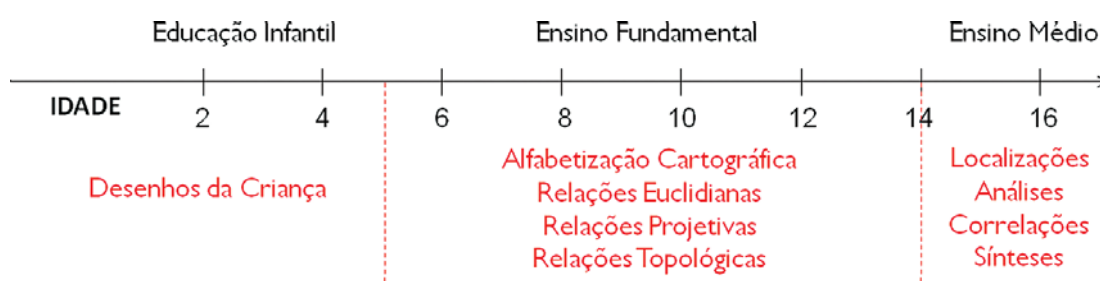 Educação Infantil Ensino Fundamental Ensino Médio
IDADE 2 4 6 8 10 12 14 16
Desenhos da Criança
Alfabetização Cartográfica
Relações Euclidianas
Relações Projetivas
Relações Topológicas
Localizações
Análises
Correlações
Sínteses